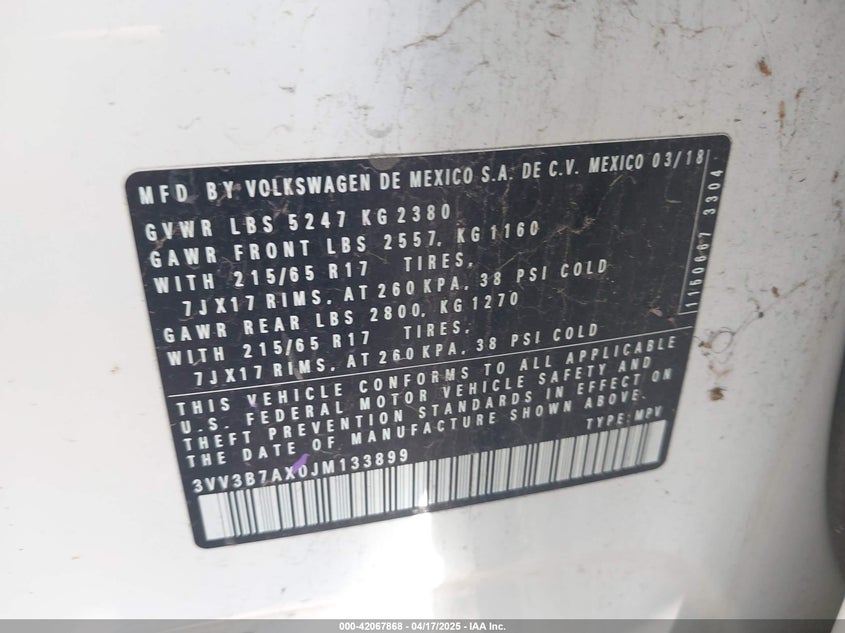 MFD BY VOLKSWAGEN DE MEXICO S.A. DE C.V. MEXICO 03/18
GVWR LBS 5247 KG 2380
GAWR FRONT LBS 2557, KG 1160
WITH 215/65 R17 TIRES,
7JX17 RIMS, AT 260 KPA, 38 PSI COLD
GAWR REAR LBS 2800, KG 1270
WITH 215/65 R17 TIRES,
7JX17 RIMS, AT 260 KPA, 38 PSI COLD
THIS VEHICLE CONFORMS TO ALL APPLICABLE
U.S. FEDERAL MOTOR VEHICLE SAFETY AND
THEFT PREVENTION STANDARDS IN EFFECT ON
THE DATE OF MANUFACTURE SHOWN ABOVE.
TYPE: MPV
3VV3B7AX0JM133899
1150667 3304
000-42067868 - 04/17/2025 - IAA Inc.